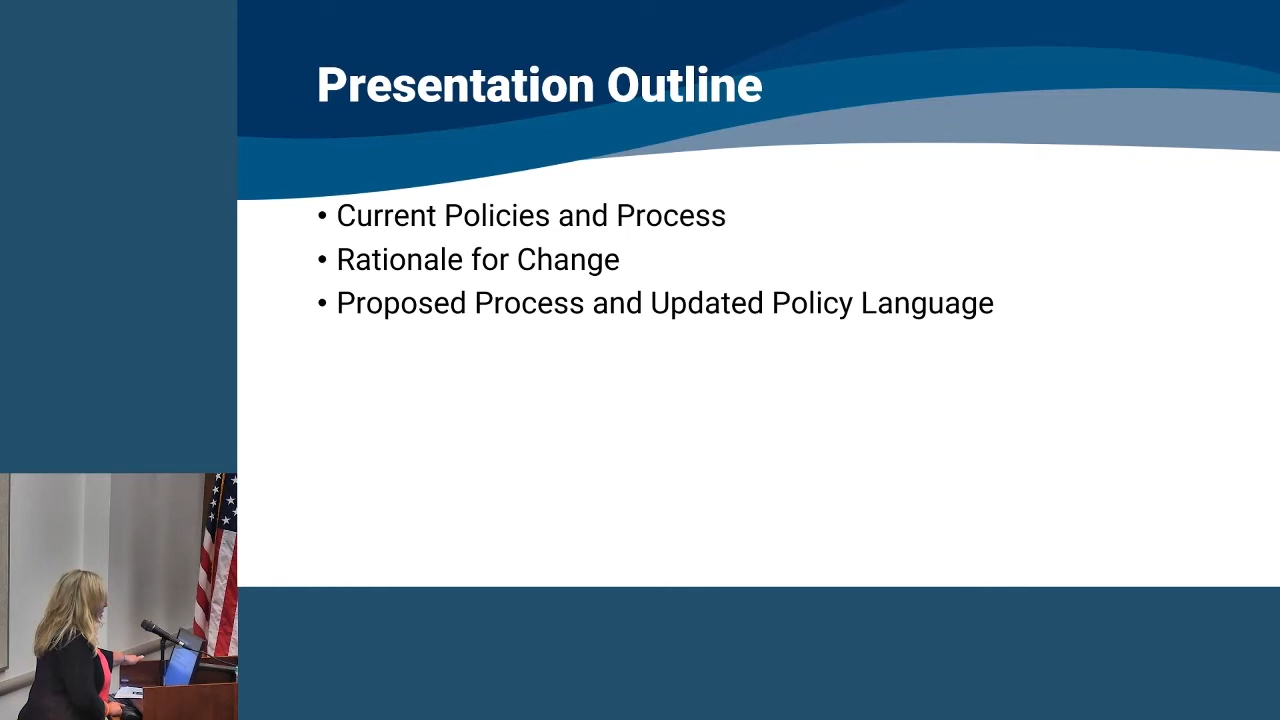 Presentation Outline
• Current Policies and Process
• Rationale for Change
• Proposed Process and Updated Policy Language